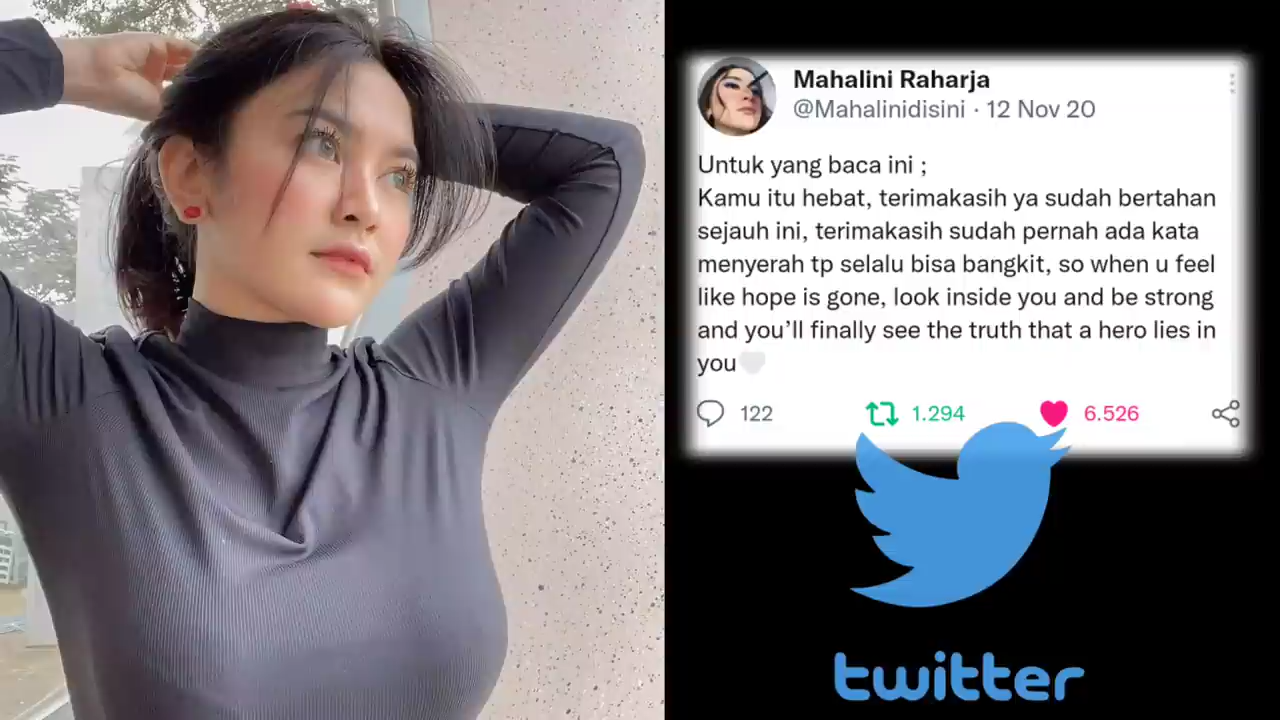 Mahalini Raharja
@Mahalinidisini · 12 Nov 20
Untuk yang baca ini ;
Kamu itu hebat, terimakasih ya sudah bertahan
sejauh ini, terimakasih sudah pernah ada kata
menyerah tp selalu bisa bangkit, so when u feel
like hope is gone, look inside you and be strong
and you’ll finally see the truth that a hero lies in
you🤍
122 1.294 6.526
twitter